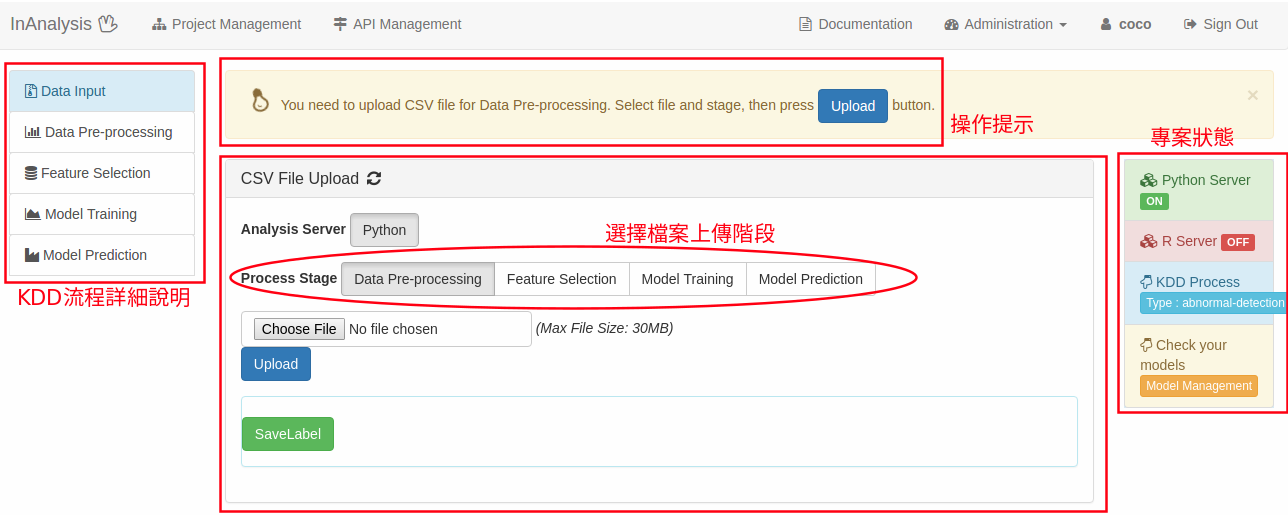 InAnalysis Project Management API Management Documentation Administration coco Sign Out
Data Input
Data Pre-processing
Feature Selection
Model Training
Model Prediction
KDD流程詳細說明
You need to upload CSV file for Data Pre-processing. Select file and stage, then press Upload button.
×
操作提示
CSV File Upload
Analysis Server Python
選擇檔案上傳階段
Process Stage Data Pre-processing Feature Selection Model Training Model Prediction
Choose File No file chosen (Max File Size: 30MB)
Upload
SaveLabel
專案狀態
Python Server
ON
R Server OFF
KDD Process
Type : abnormal-detection
Check your
models
Model Management